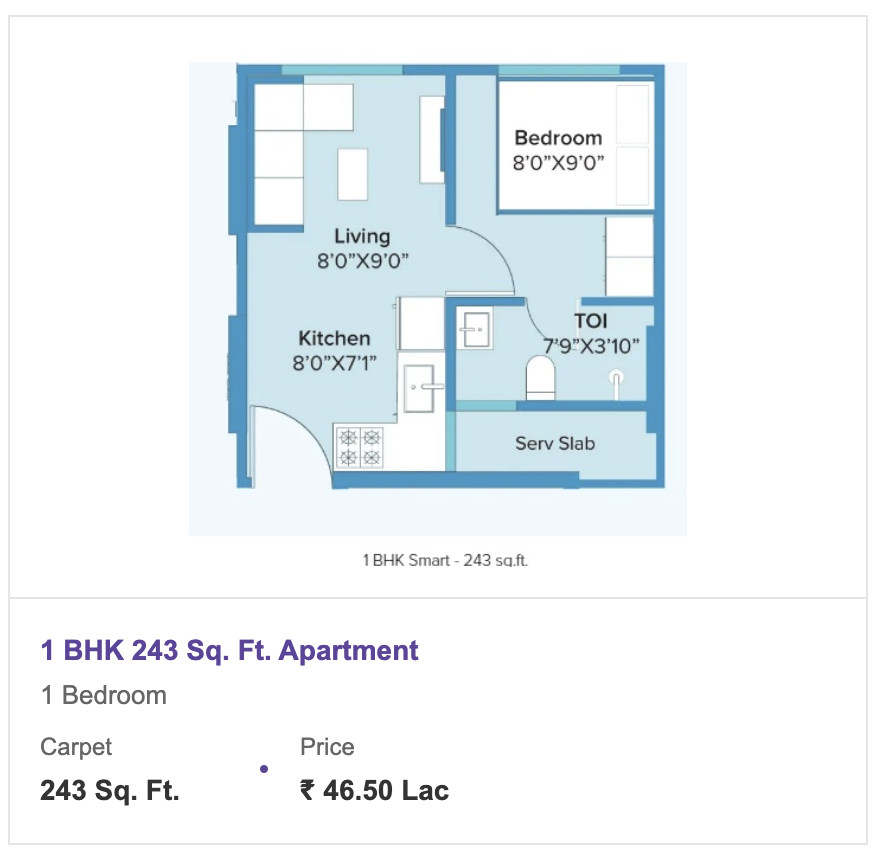 Bedroom
8’0”X9’0”
Living
8’0”X9’0”
TOI
7’9”X3’10”
Kitchen
8’0”X7’1”
Serv Slab
1 BHK Smart - 243 sq.ft.
1 BHK 243 Sq. Ft. Apartment
1 Bedroom
Carpet
243 Sq. Ft.
•
Price
₹ 46.50 Lac